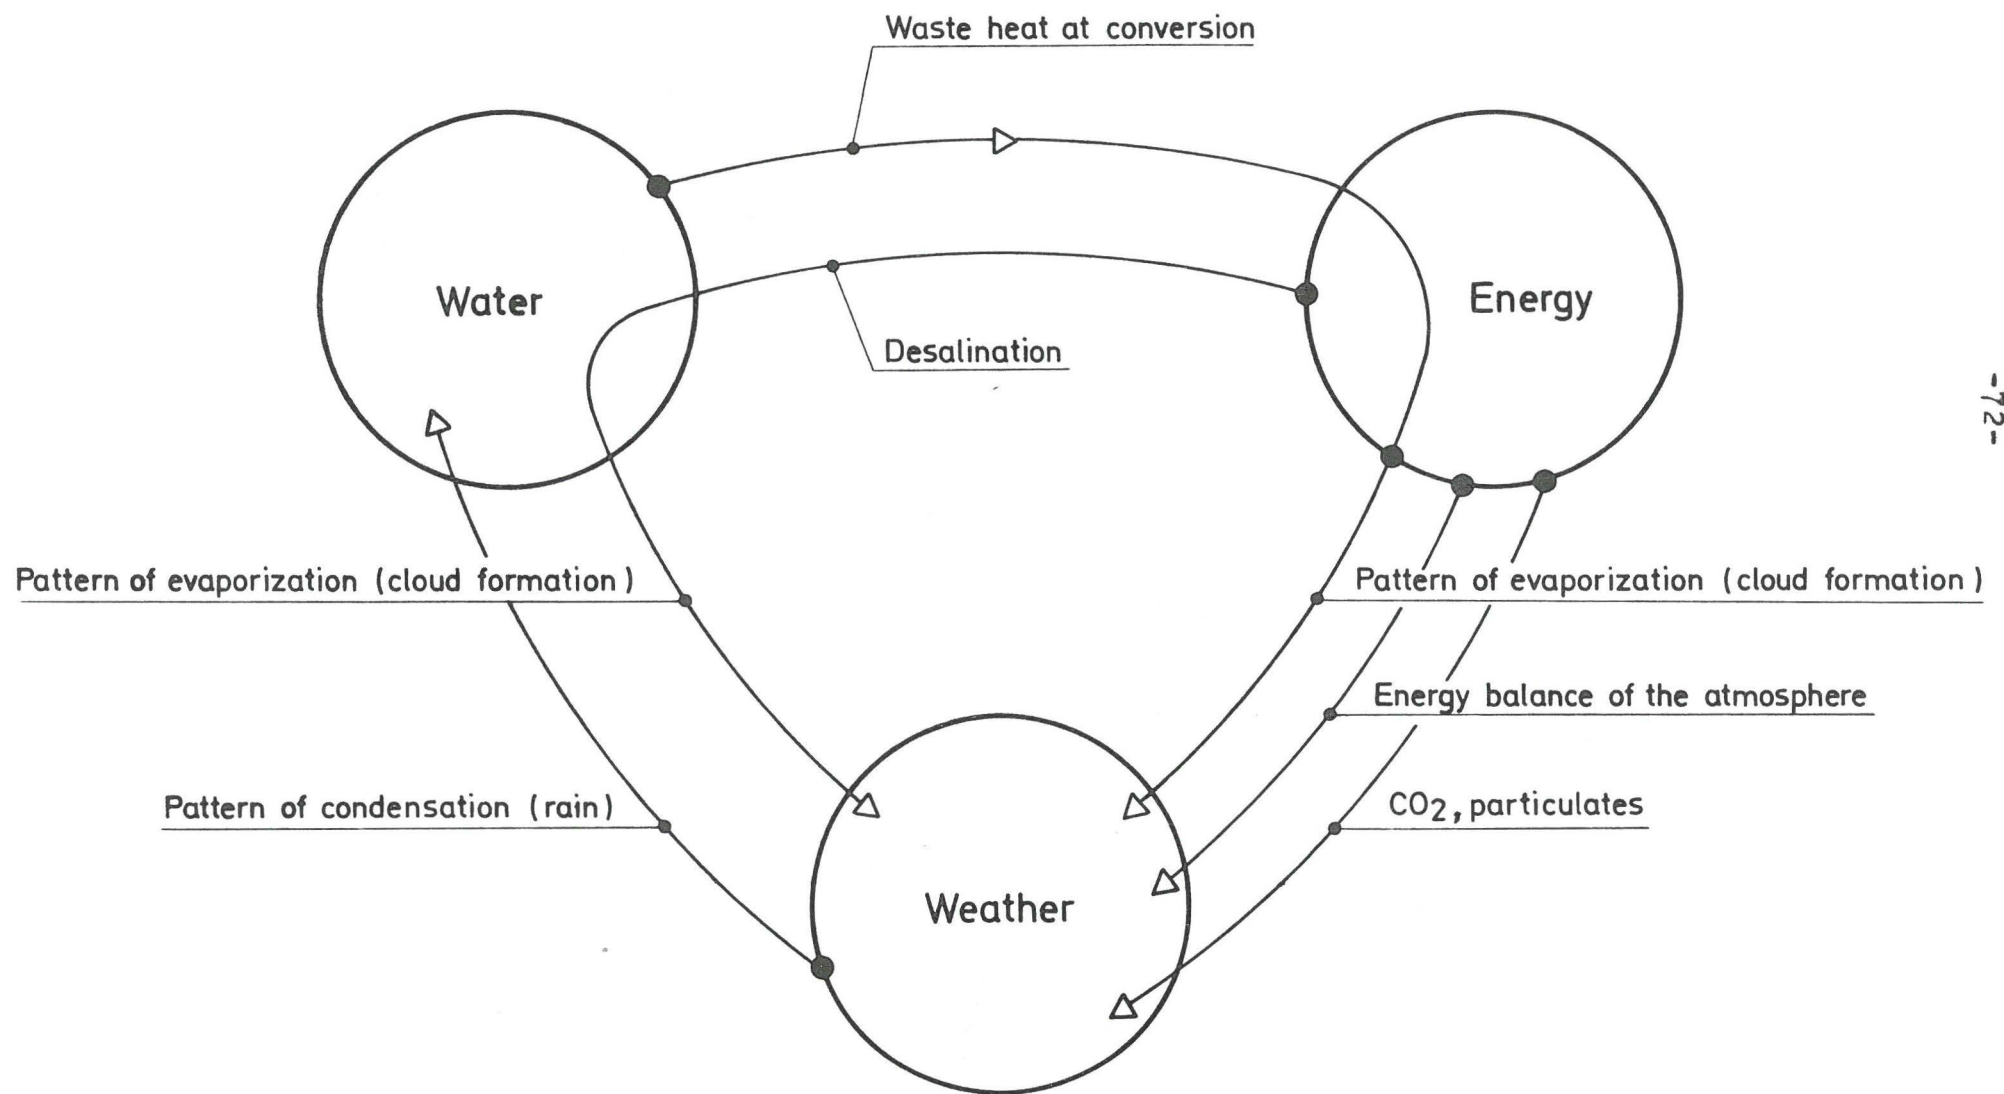 Waste heat at conversion
Water
Energy
Desalination
-72-
Pattern of evaporization (cloud formation)
Pattern of evaporization (cloud formation)
Energy balance of the atmosphere
Pattern of condensation (rain)
CO2, particulates
Weather